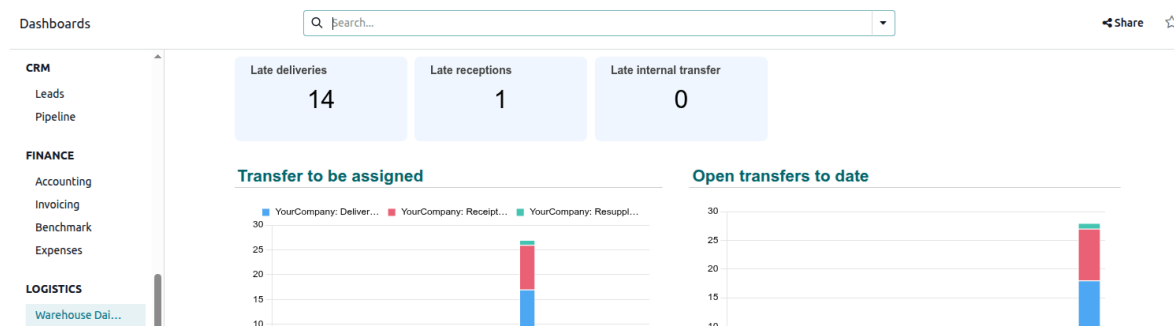 Dashboards
Search...
Share
CRM
Leads
Pipeline
FINANCE
Accounting
Invoicing
Benchmark
Expenses
LOGISTICS
Warehouse Dai...
Late deliveries
14
Late receptions
1
Late internal transfer
0
Transfer to be assigned
YourCompany: Deliver... YourCompany: Receipt... YourCompany: Resuppl...
30
25
20
15
10
Open transfers to date
30
25
20
15
10